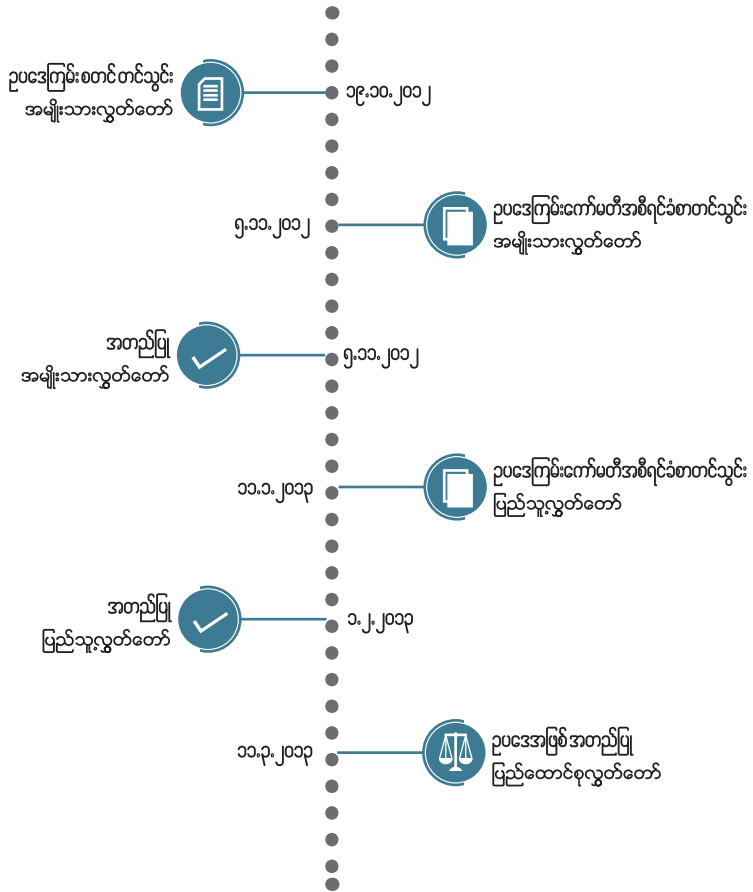 ဥပဒေကြမ်းစတင်တင်သွင်း
အမျိုးသားလွှတ်တော်
၁၉.၁၀.၂၀၁၂
၅.၁၁.၂၀၁၂
ဥပဒေကြမ်းကော်မတီအစီရင်ခံစာတင်သွင်း
အမျိုးသားလွှတ်တော်
အတည်ပြု
အမျိုးသားလွှတ်တော်
၅.၁၁.၂၀၁၂
၁၁.၁.၂၀၁၃
ဥပဒေကြမ်းကော်မတီအစီရင်ခံစာတင်သွင်း
ပြည်သူ့လွှတ်တော်
အတည်ပြု
ပြည်သူ့လွှတ်တော်
၁.၂.၂၀၁၃
၁၁.၃.၂၀၁၃
ဥပဒေအဖြစ်အတည်ပြု
ပြည်ထောင်စုလွှတ်တော်